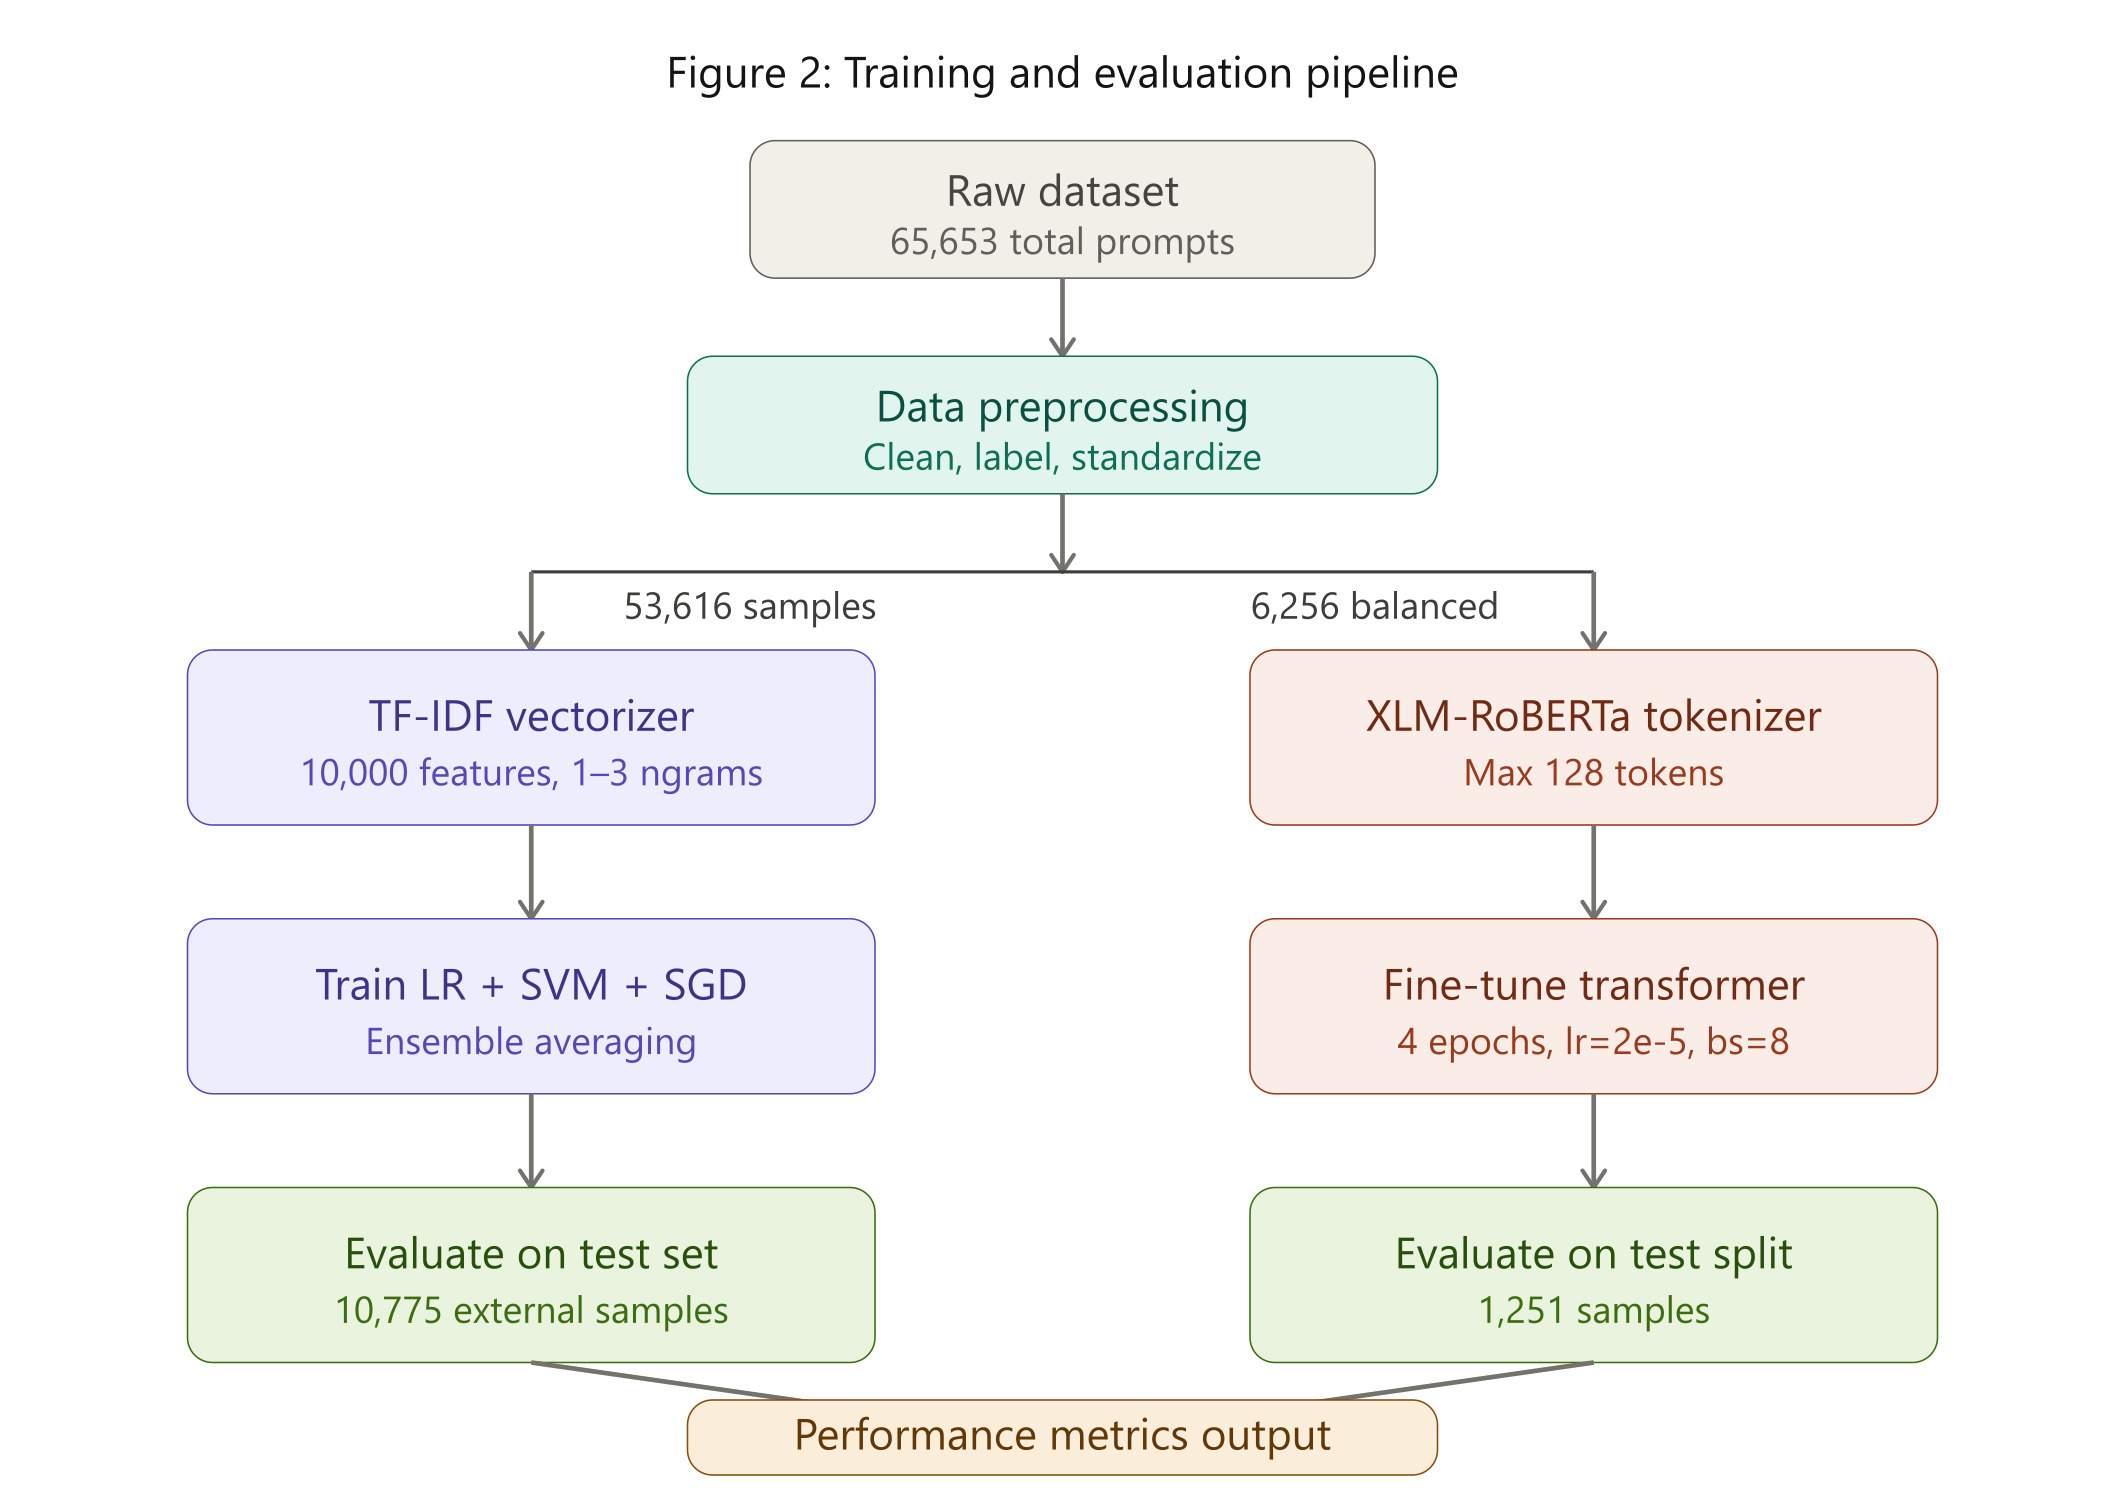 Figure 2: Training and evaluation pipeline
Raw dataset
65,653 total prompts
Data preprocessing
Clean, label, standardize
53,616 samples
6,256 balanced
TF-IDF vectorizer
10,000 features, 1–3 ngrams
XLM-RoBERTa tokenizer
Max 128 tokens
Train LR + SVM + SGD
Ensemble averaging
Fine-tune transformer
4 epochs, lr=2e-5, bs=8
Evaluate on test set
10,775 external samples
Evaluate on test split
1,251 samples
Performance metrics output